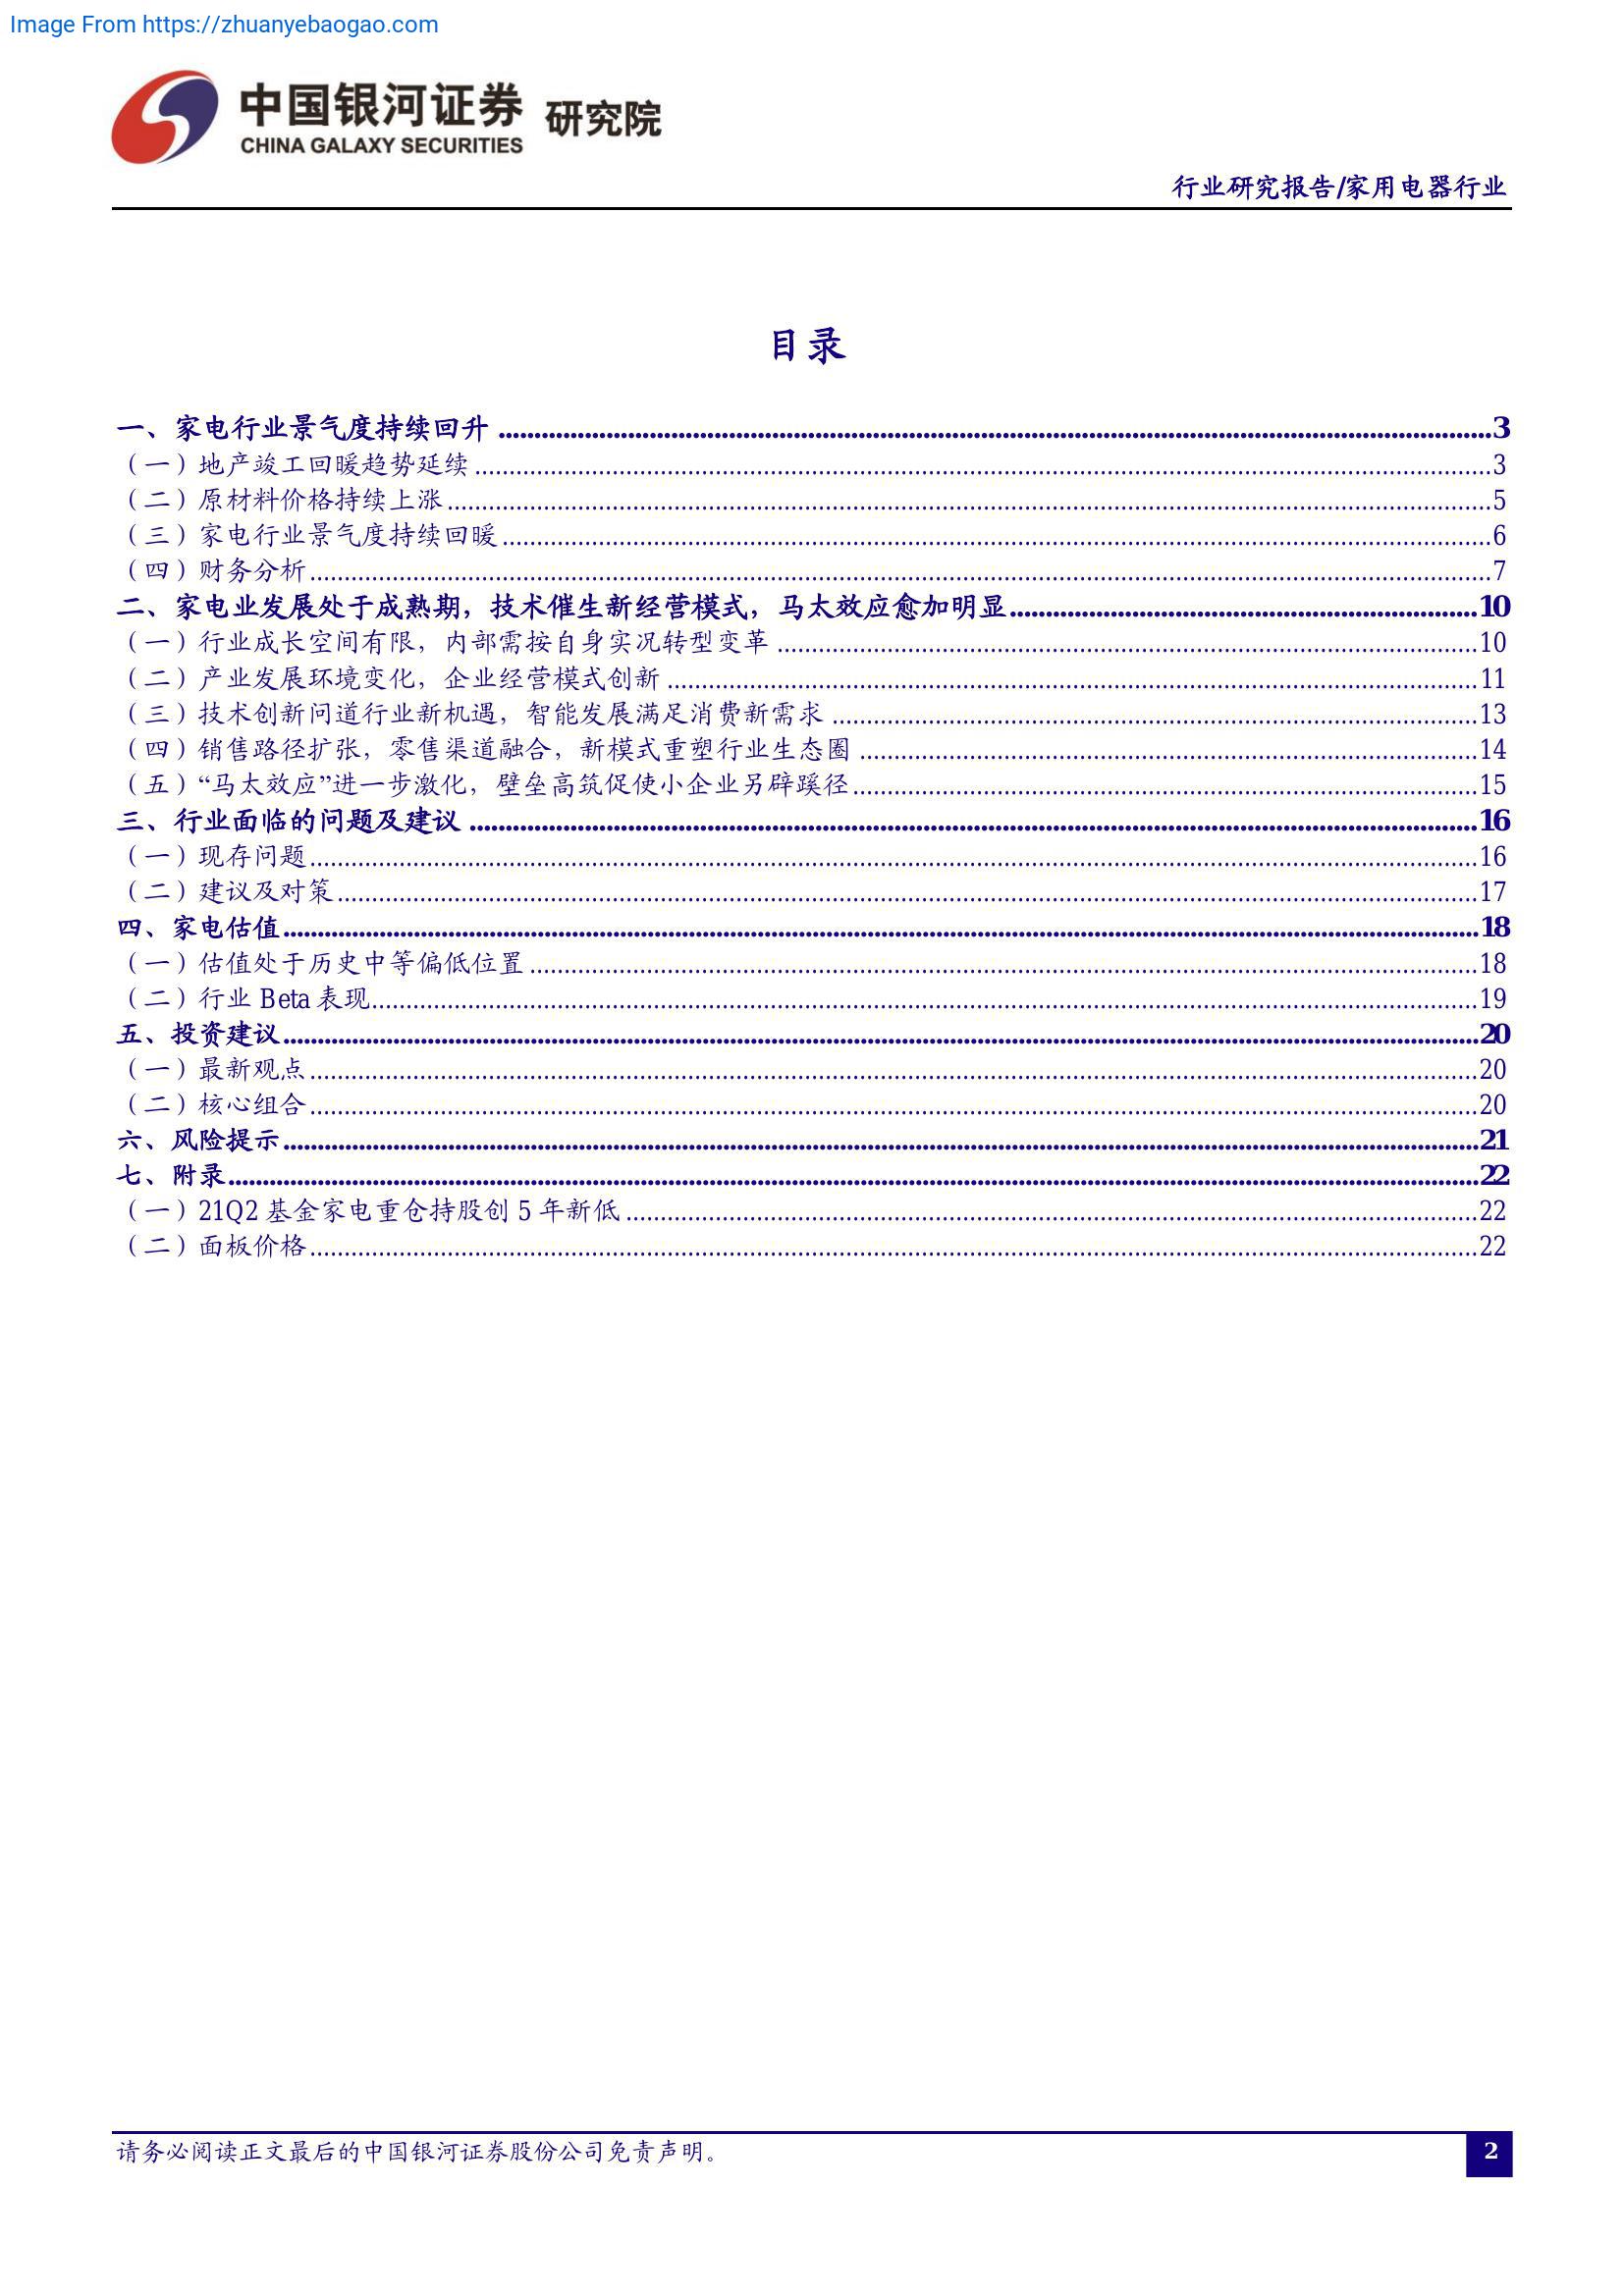 Image From https://zhuanyebaogao.com
中国银河证券 研究院
CHINA GALAXY SECURITIES
行业研究报告/家用电器行业
目录
一、家电行业景气度持续回升 3
（一）地产竣工回暖趋势延续 3
（二）原材料价格持续上涨 5
（三）家电行业景气度持续回暖 6
（四）财务分析 7
二、家电业发展处于成熟期，技术催生新经营模式，马太效应愈加明显 10
（一）行业成长空间有限，内部需按自身实况转型变革 10
（二）产业发展环境变化，企业经营模式创新 11
（三）技术创新问道行业新机遇，智能发展满足消费新需求 13
（四）销售路径扩张，零售渠道融合，新模式重塑行业生态圈 14
（五）“马太效应”进一步激化，壁垒高筑促使小企业另辟蹊径 15
三、行业面临的问题及建议 16
（一）现存问题 16
（二）建议及对策 17
四、家电估值 18
（一）估值处于历史中等偏低位置 18
（二）行业 Beta 表现 19
五、投资建议 20
（一）最新观点 20
（二）核心组合 20
六、风险提示 21
七、附录 22
（一）21Q2 基金家电重仓持股创 5 年新低 22
（二）面板价格 22
请务必阅读正文最后的中国银河证券股份公司免责声明。
2